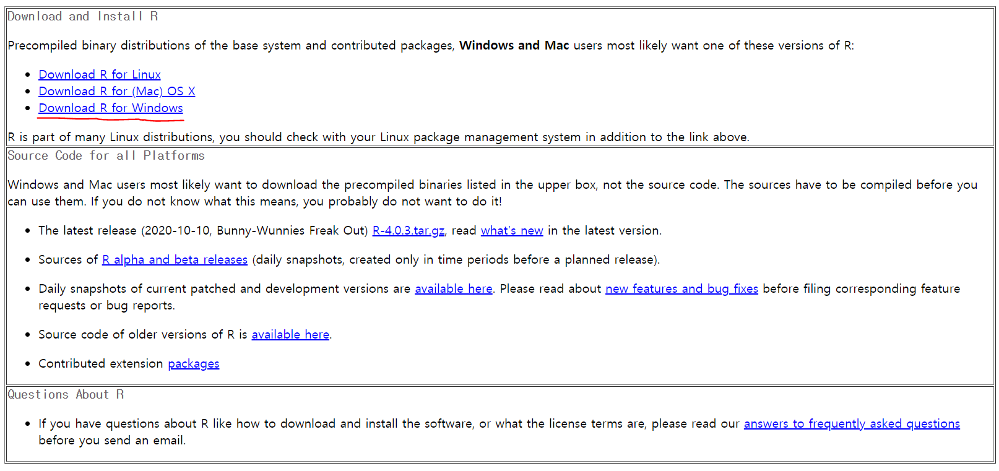 Download and Install R
Precompiled binary distributions of the base system and contributed packages, Windows and Mac users most likely want one of these versions of R:
Download R for Linux
Download R for (Mac) OS X
Download R for Windows
R is part of many Linux distributions, you should check with your Linux package management system in addition to the link above.
Source Code for all Platforms
Windows and Mac users most likely want to download the precompiled binaries listed in the upper box, not the source code. The sources have to be compiled before you
can use them. If you do not know what this means, you probably do not want to do it!
The latest release (2020-10-10, Bunny-Wunnies Freak Out) R-4.0.3.tar.gz, read what's new in the latest version.
Sources of R alpha and beta releases (daily snapshots, created only in time periods before a planned release).
Daily snapshots of current patched and development versions are available here. Please read about new features and bug fixes before filing corresponding feature
requests or bug reports.
Source code of older versions of R is available here.
Contributed extension packages
Questions About R
If you have questions about R like how to download and install the software, or what the license terms are, please read our answers to frequently asked questions
before you send an email.